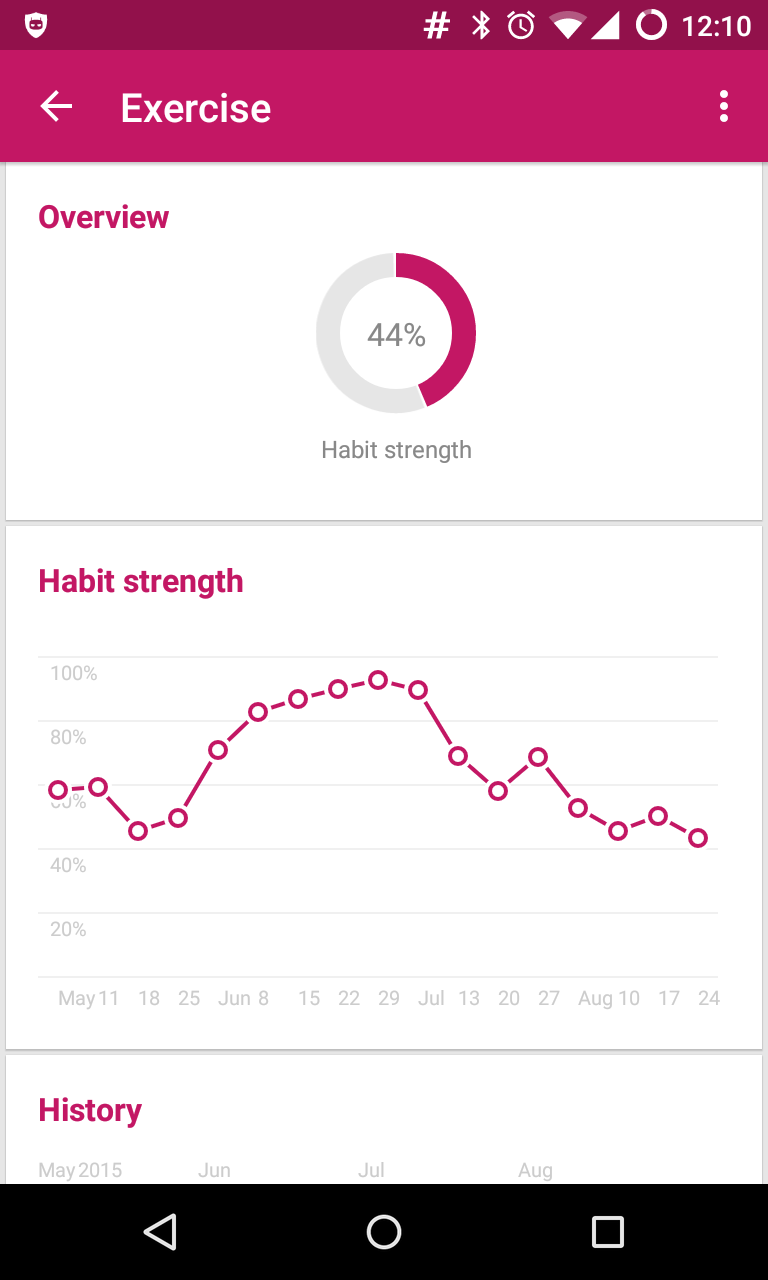 12:10
Exercise
Overview
44%
Habit strength
Habit strength
100%
80%
60%
40%
20%
May 11 18 25 Jun 8 15 22 29 Jul 13 20 27 Aug 10 17 24
History
May 2015 Jun Jul Aug